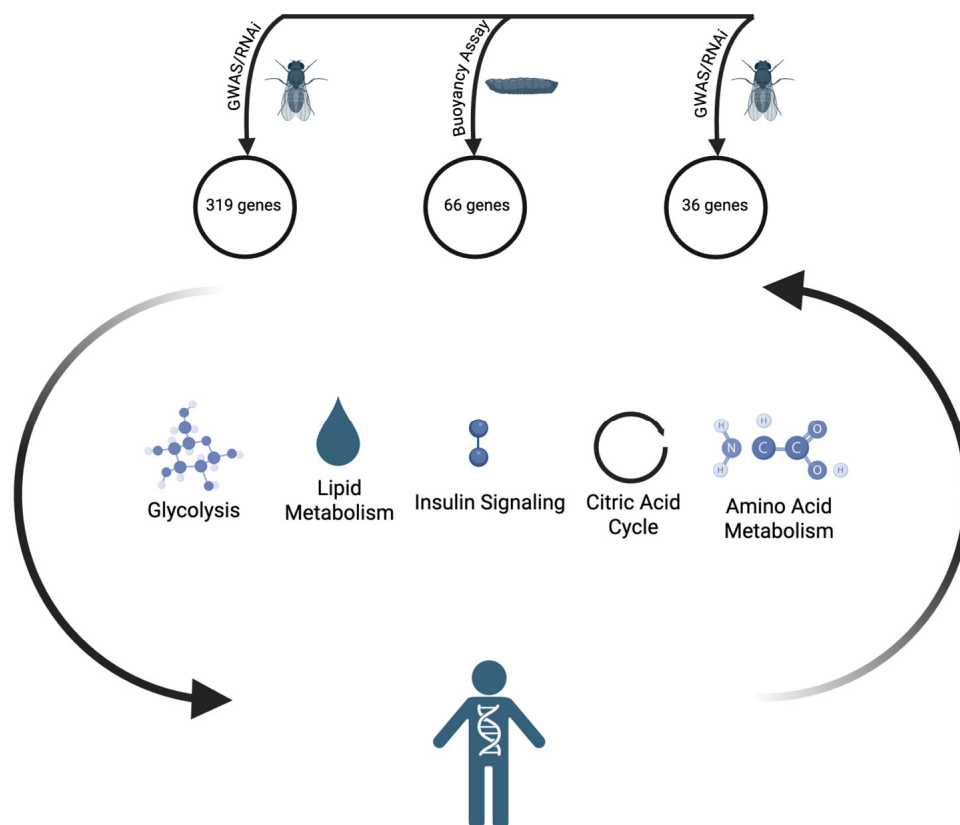 GWAS/RNAi
Buoyancy Assay
GWAS/RNAi
319 genes
66 genes
36 genes
Glycolysis
Lipid
Metabolism
Insulin Signaling
Citric Acid
Cycle
H
N
H
H
C
C
O
O
H
Amino Acid
Metabolism